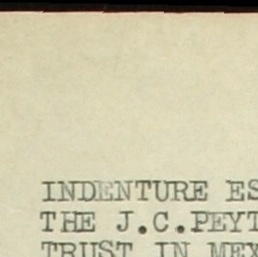 INDENTURE ES
THE J.C.PEYT
TRUST IN MEX